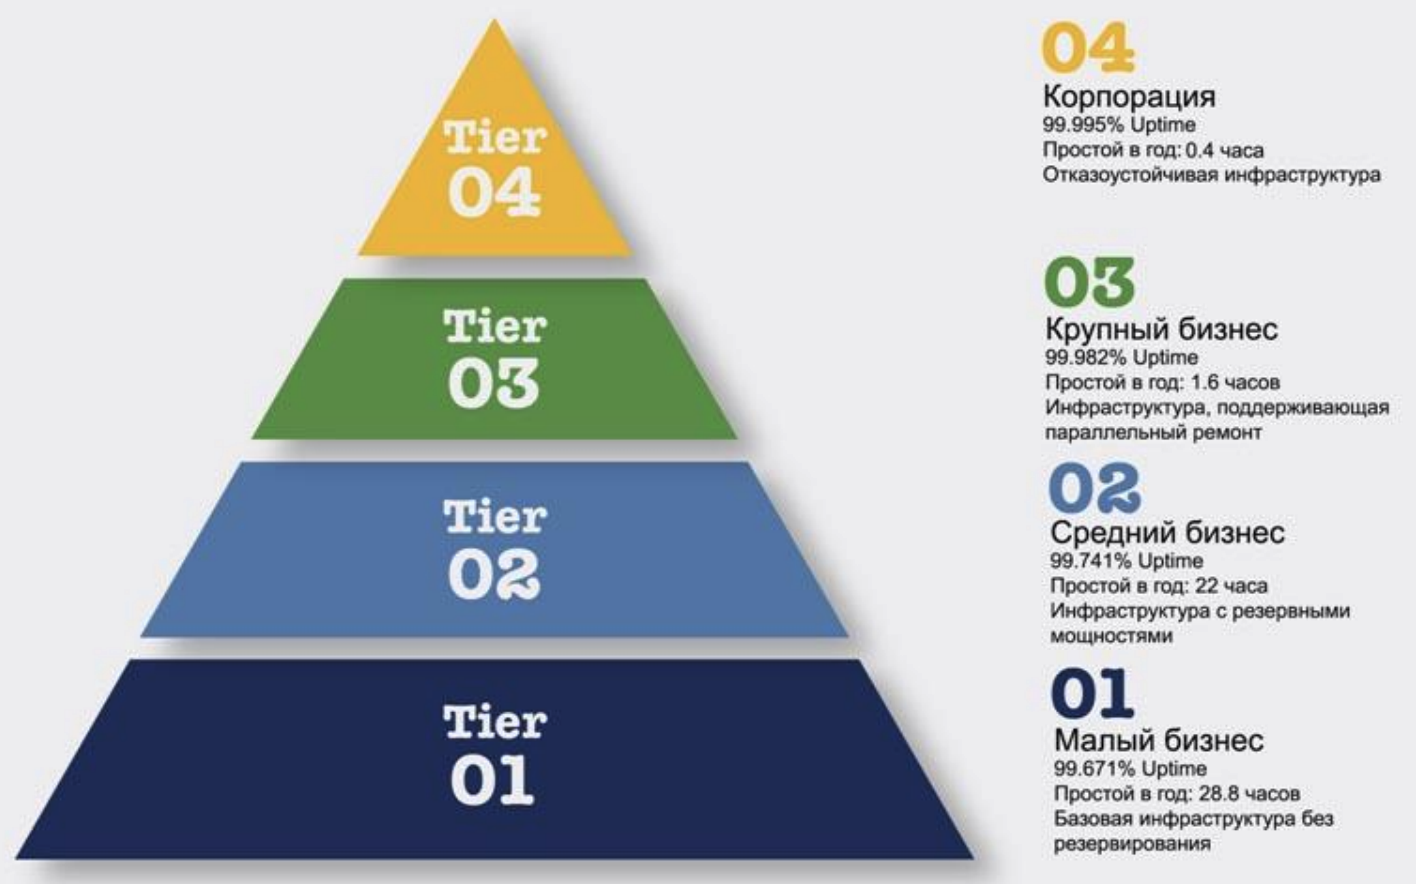 Tier
04
Tier
03
Tier
02
Tier
01
04
Корпорация
99.995% Uptime
Простой в год: 0.4 часа
Отказоустойчивая инфраструктура
03
Крупный бизнес
99.982% Uptime
Простой в год: 1.6 часов
Инфраструктура, поддерживающая
параллельный ремонт
02
Средний бизнес
99.741% Uptime
Простой в год: 22 часа
Инфраструктура с резервными
мощностями
01
Малый бизнес
99.671% Uptime
Простой в год: 28.8 часов
Базовая инфраструктура без
резервирования